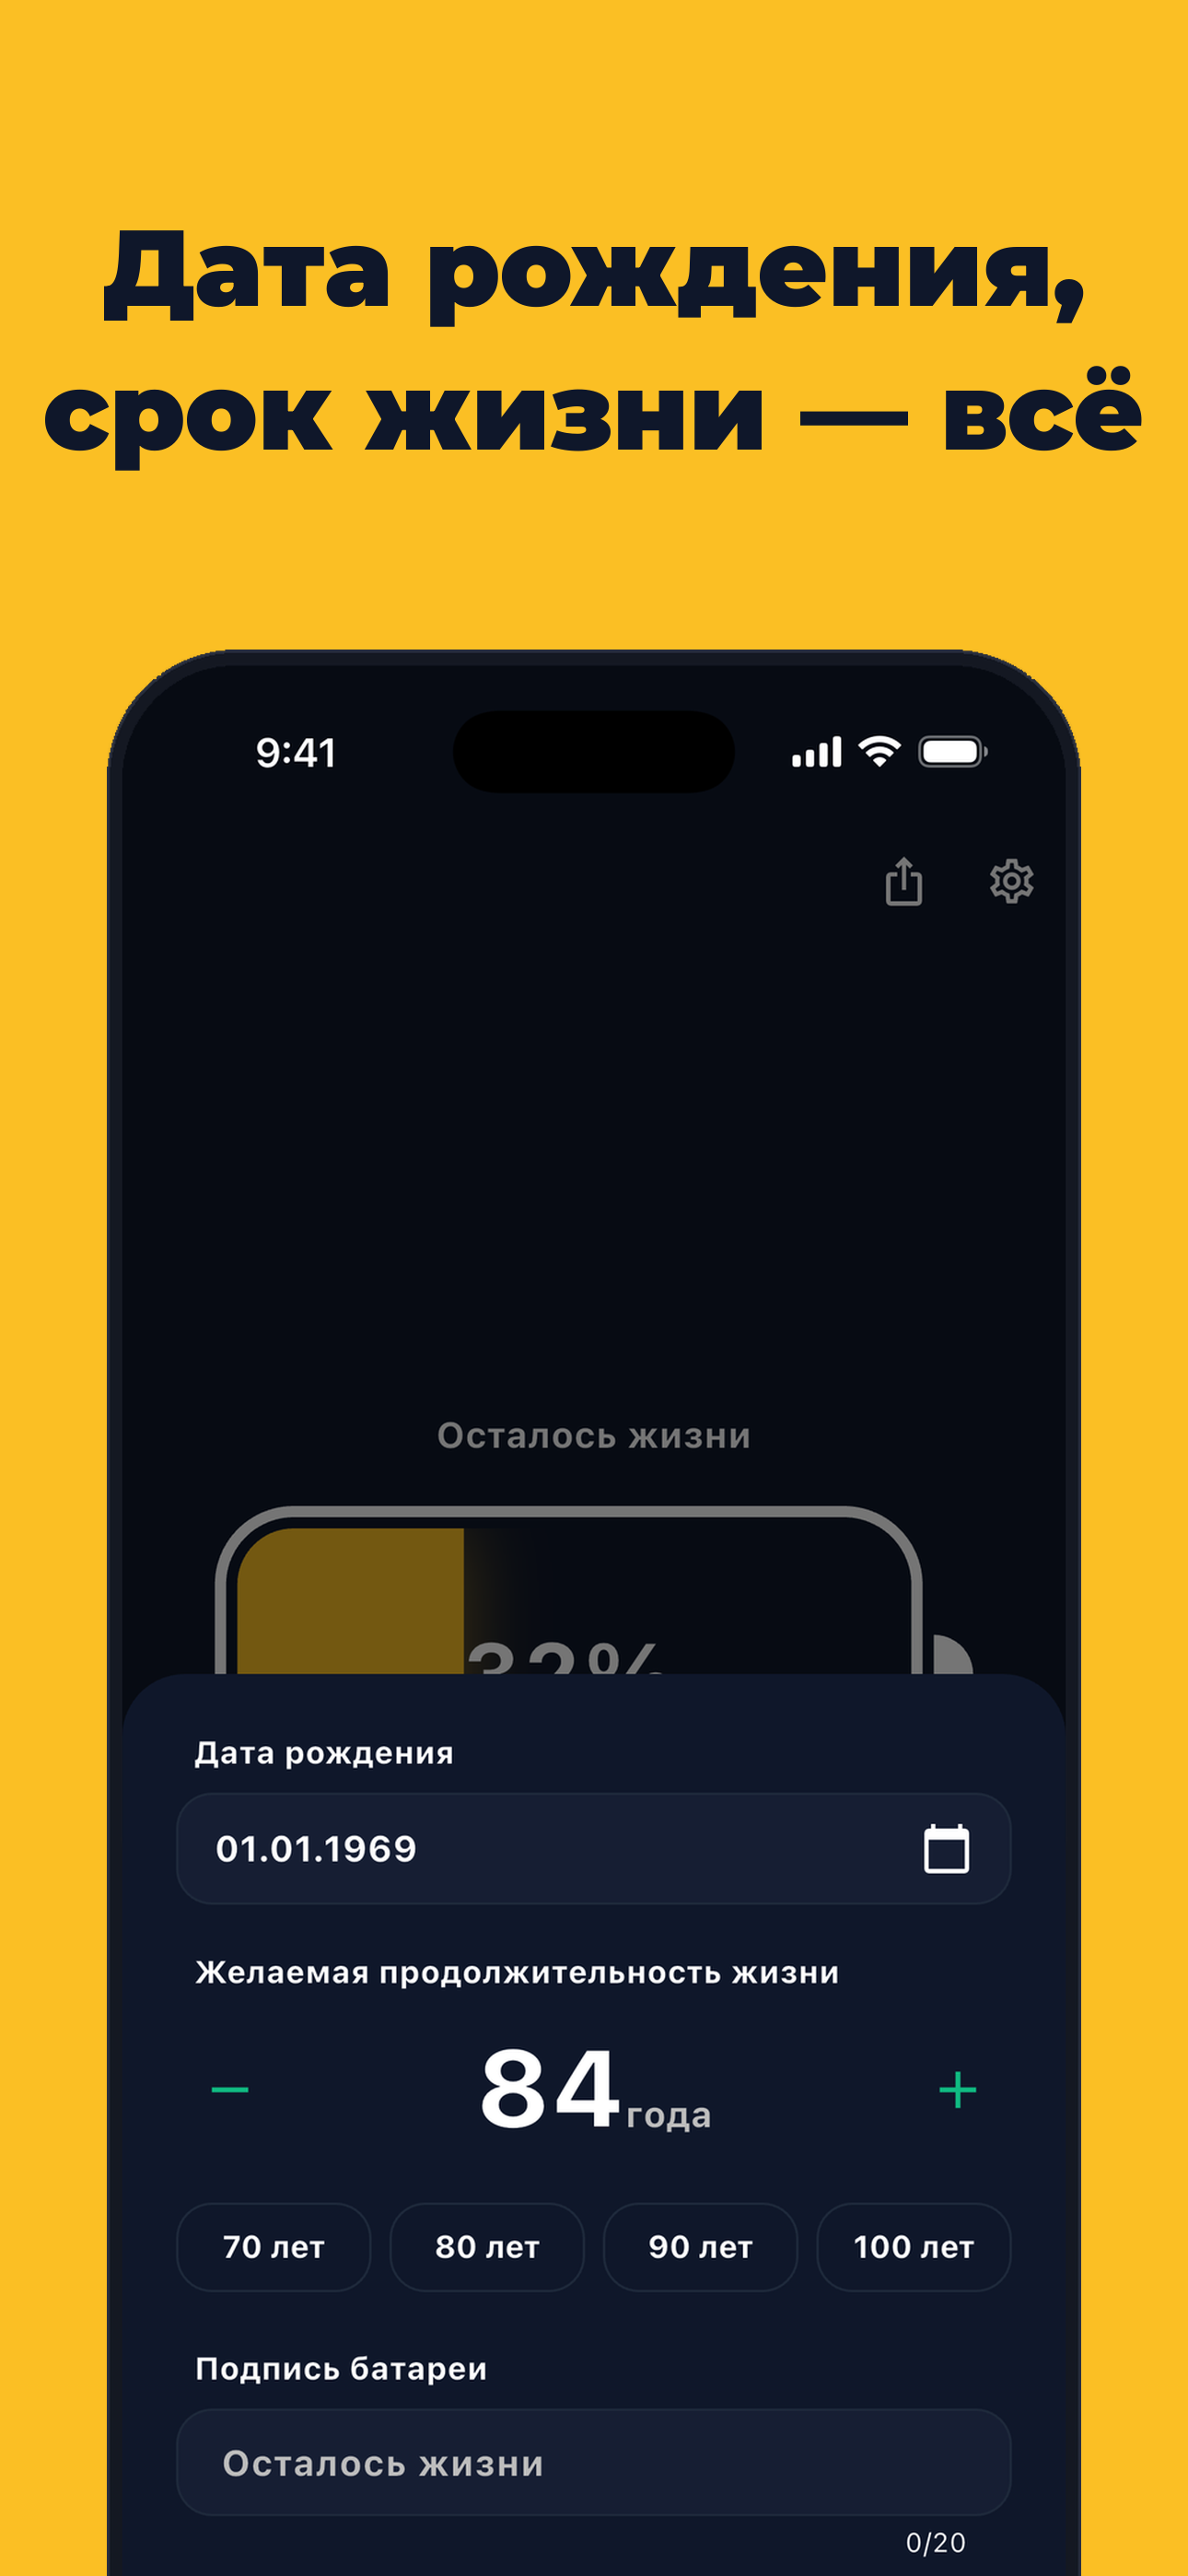 Дата рождения,
срок жизни — всё
9:41
Осталось жизни
32%
Дата рождения
01.01.1969
Желаемая продолжительность жизни
84 года
70 лет 80 лет 90 лет 100 лет
Подпись батареи
Осталось жизни
0/20